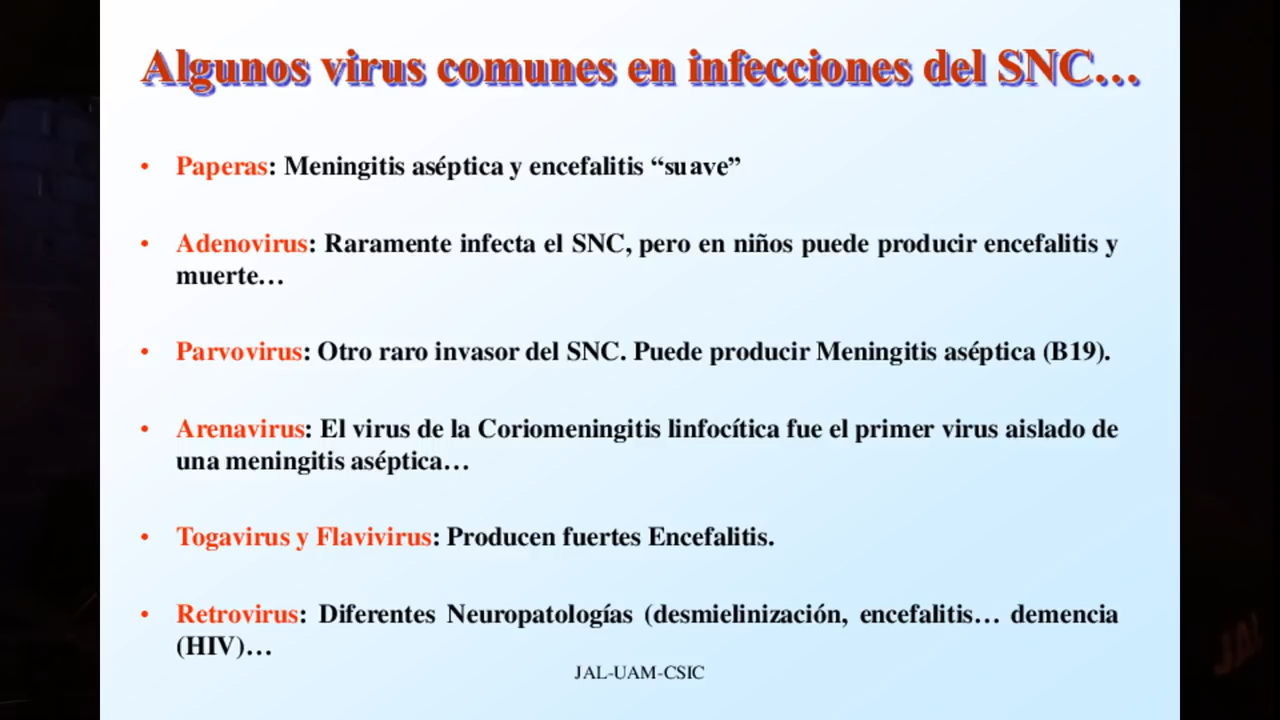 Algunos virus comunes en infecciones del SNC…
• Paperas: Meningitis aséptica y encefalitis “suave”
• Adenovirus: Raramente infecta el SNC, pero en niños puede producir encefalitis y
muerte…
• Parvovirus: Otro raro invasor del SNC. Puede producir Meningitis aséptica (B19).
• Arenavirus: El virus de la Coriomeningitis linfocítica fue el primer virus aislado de
una meningitis aséptica…
• Togavirus y Flavivirus: Producen fuertes Encefalitis.
• Retrovirus: Diferentes Neuropatologías (desmielinización, encefalitis… demencia
(HIV)…
JAL-UAM-CSIC